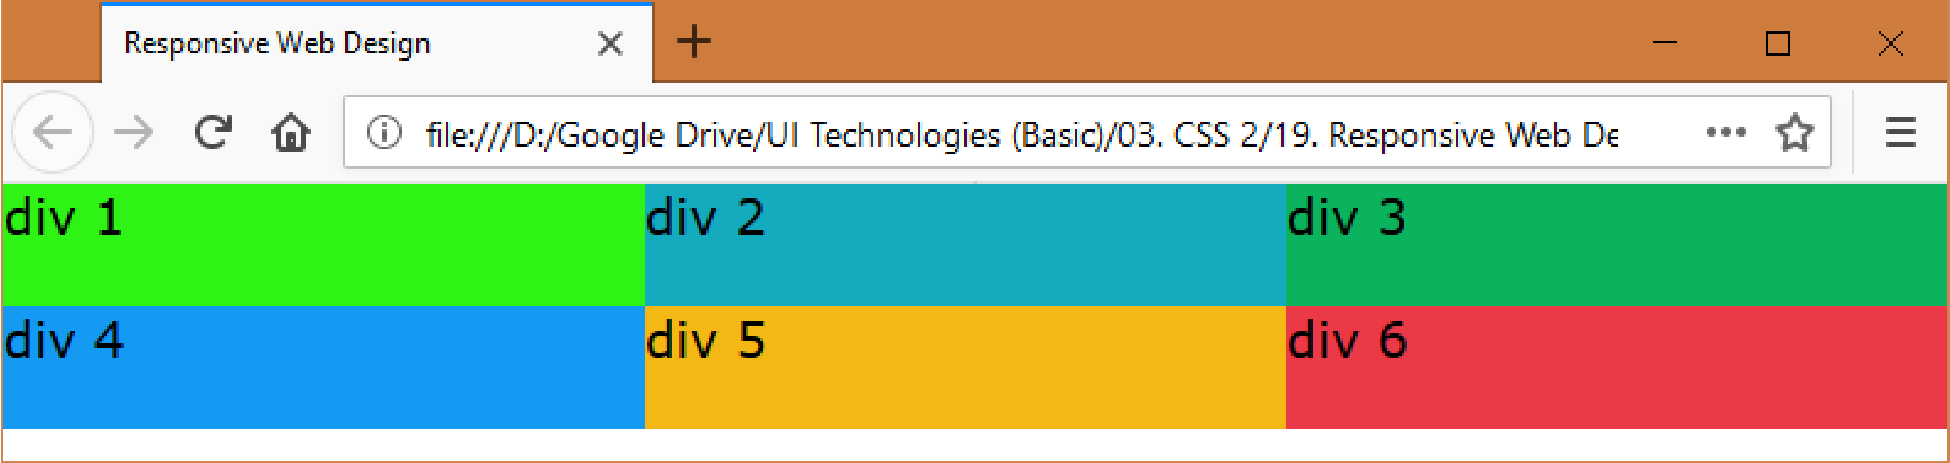 Responsive Web Design
file:///D:/Google Drive/UI Technologies (Basic)/03. CSS 2/19. Responsive Web De
div 1
div 2
div 3
div 4
div 5
div 6